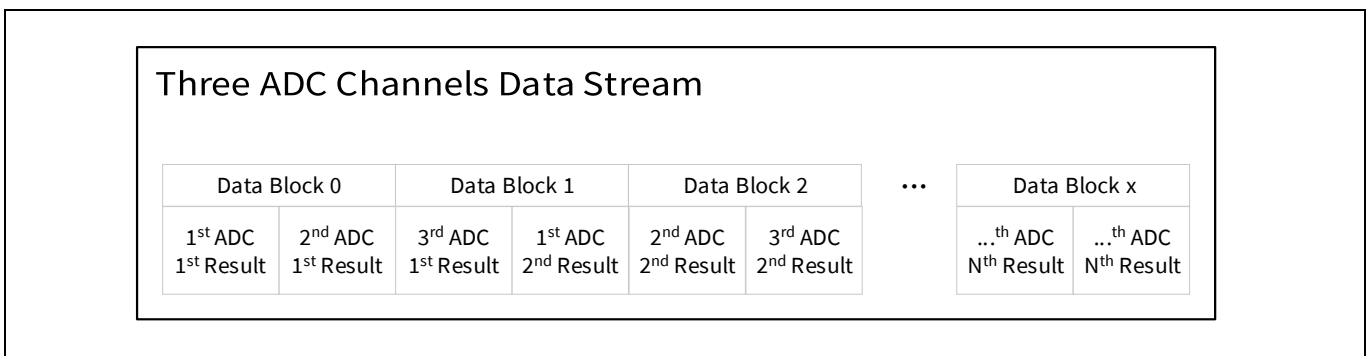 Three ADC Channels Data Stream
Data Block 0 Data Block 1 Data Block 2 ... Data Block x
1st ADC 2nd ADC 3rd ADC 1st ADC 2nd ADC 3rd ADC ...th ADC ...th ADC
1st Result 1st Result 1st Result 2nd Result 2nd Result 2nd Result Nth Result Nth Result